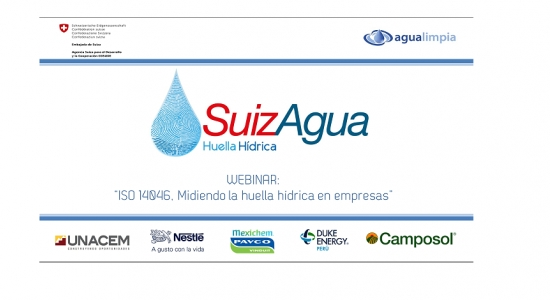 Schweizerische Eidgenossenschaft
Confédération suisse
Confederazione Svizzera
Confederaziun svizra
Embajada de Suiza
Agencia Suiza para el Desarrollo
y la Cooperación COSUDE
agualimpia
SuizAgua
Huella Hídrica
WEBINAR:
"ISO 14046, Midiendo la huella hídrica en empresas"
UNACEM
CONSTRUYENDO OPORTUNIDADES
Nestlé
A gusto con la vida
Mexichem
PAVCO
DUKE
ENERGY.
PERÚ
Camposol